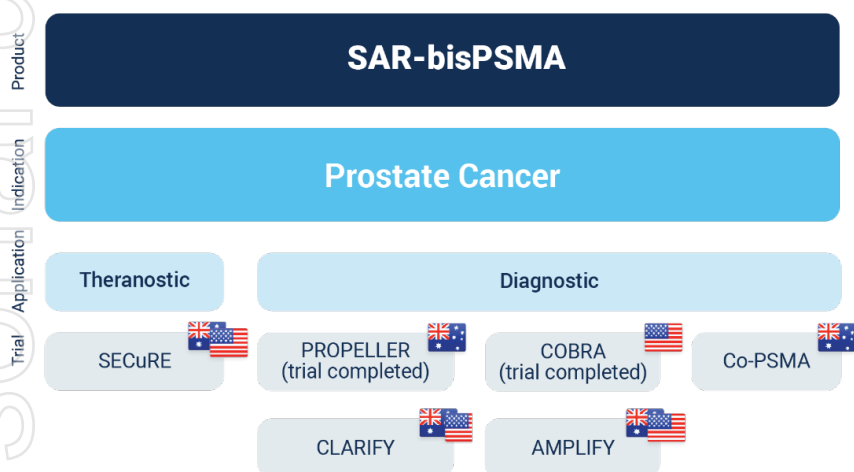 Product
SAR-bisPSMA
Indication
Prostate Cancer
Application
Theranostic
Diagnostic
Trial
SECuRE
PROPELLER
(trial completed)
COBRA
(trial completed)
Co-PSMA
CLARIFY
AMPLIFY